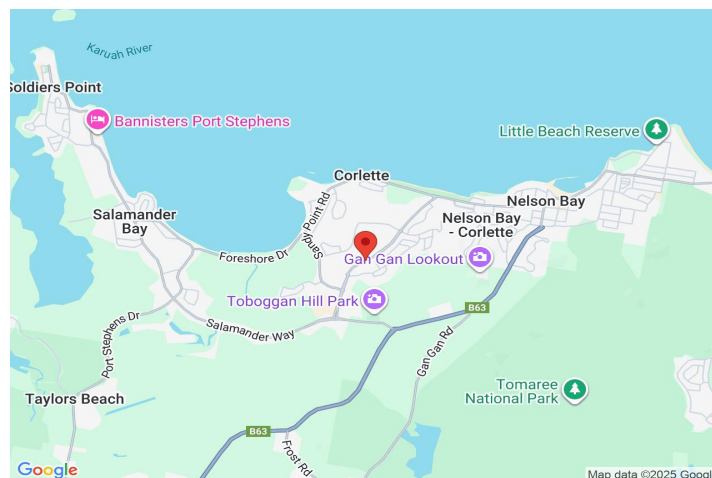 Karuah River
Soldiers Point
Bannisters Port Stephens
Little Beach Reserve
Corlette
Nelson Bay
Salamander
Bay
Sandy Point Rd
Nelson Bay
- Corlette
Foreshore Dr
Gan Gan Lookout
Toboggan Hill Park
B63
Port Stephens Dr
Salamander Way
Gan Gan Rd
Tomaree
National Park
Taylors Beach
B63
Frost Rd
Google
Map data ©2025 Googl